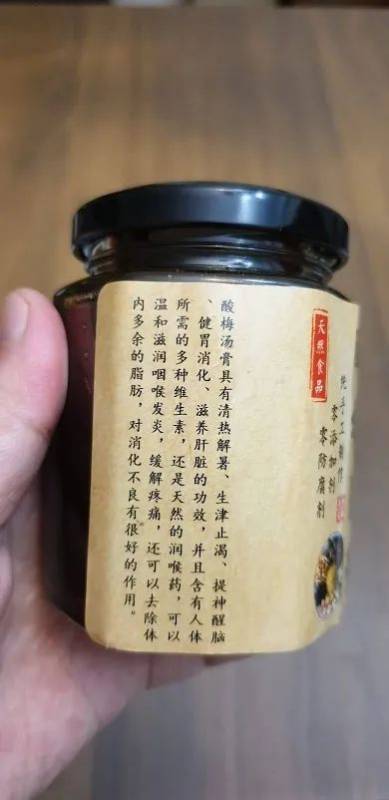 天然食品
纯手工制作
零添加剂
零防腐剂
酸梅汤膏具有清热解暑、生津止渴、提神醒脑
、健胃消化、滋养肝脏的功效，并且含有人体
所需的多种维生素，还是天然的润喉药，可以
温和滋润咽喉发炎，缓解疼痛，还可以去除体
内多余的脂肪，对消化不良有很好的作用。